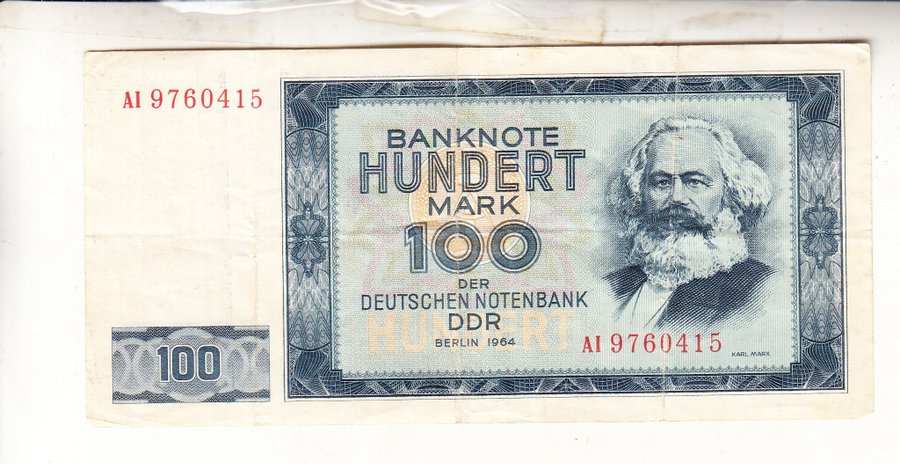 AI 9760415
BANKNOTE
HUNDERT
MARK
100
DER
DEUTSCHEN NOTENBANK
DDR
HUNDERT
BERLIN 1964
AI 9760415
KARL MARX
100